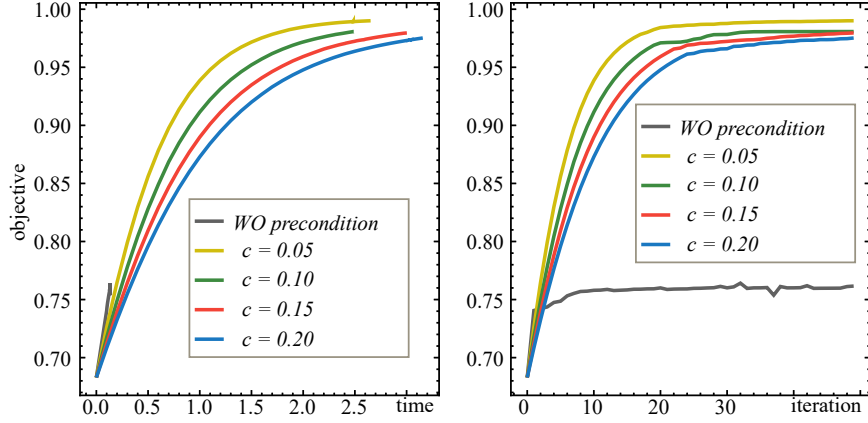 objective
1.00
0.95
0.90
0.85
0.80
0.75
0.70
WO precondition
c = 0.05
c = 0.10
c = 0.15
c = 0.20
0.0 0.5 1.0 1.5 2.0 2.5 time
1.00
0.95
0.90
0.85
0.80
0.75
0.70
WO precondition
c = 0.05
c = 0.10
c = 0.15
c = 0.20
0 10 20 30 iteration